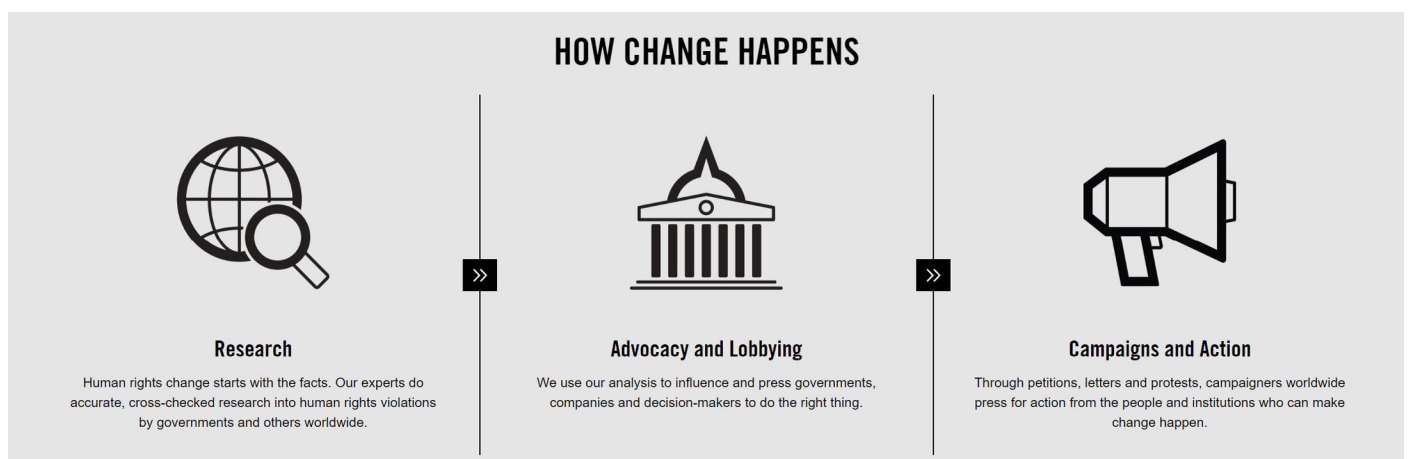 HOW CHANGE HAPPENS
Research
Human rights change starts with the facts. Our experts do
accurate, cross-checked research into human rights violations
by governments and others worldwide.
Advocacy and Lobbying
We use our analysis to influence and press governments,
companies and decision-makers to do the right thing.
Campaigns and Action
Through petitions, letters and protests, campaigners worldwide
press for action from the people and institutions who can make
change happen.